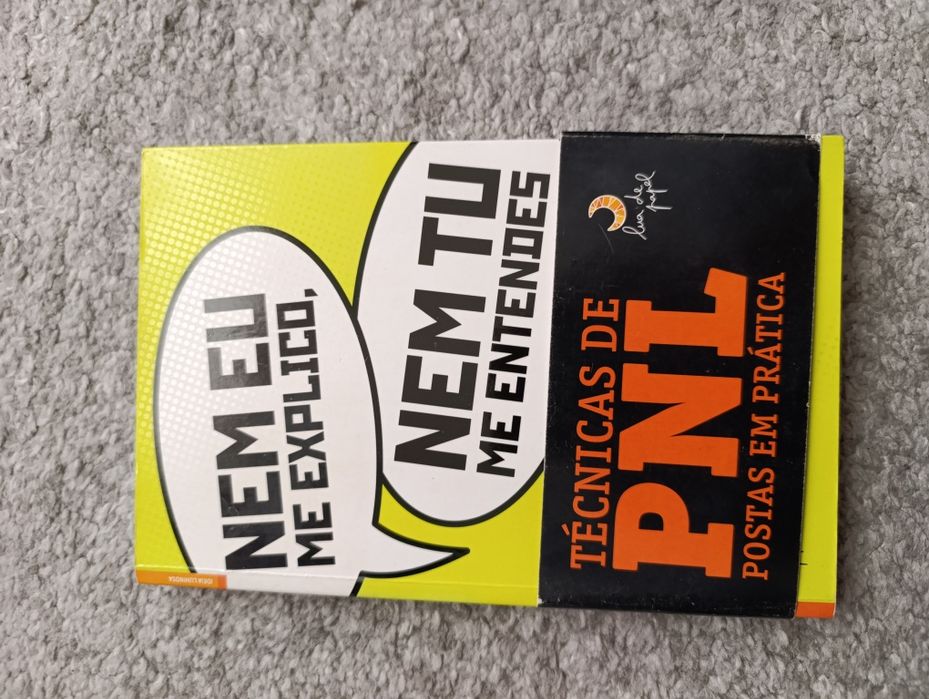 NEM EU
ME EXPLICO,
NEM TU
ME ENTENDES
lua de
papel
TÉCNICAS DE
PNL
POSTAS EM PRÁTICA
IDEIA LUMINOSA